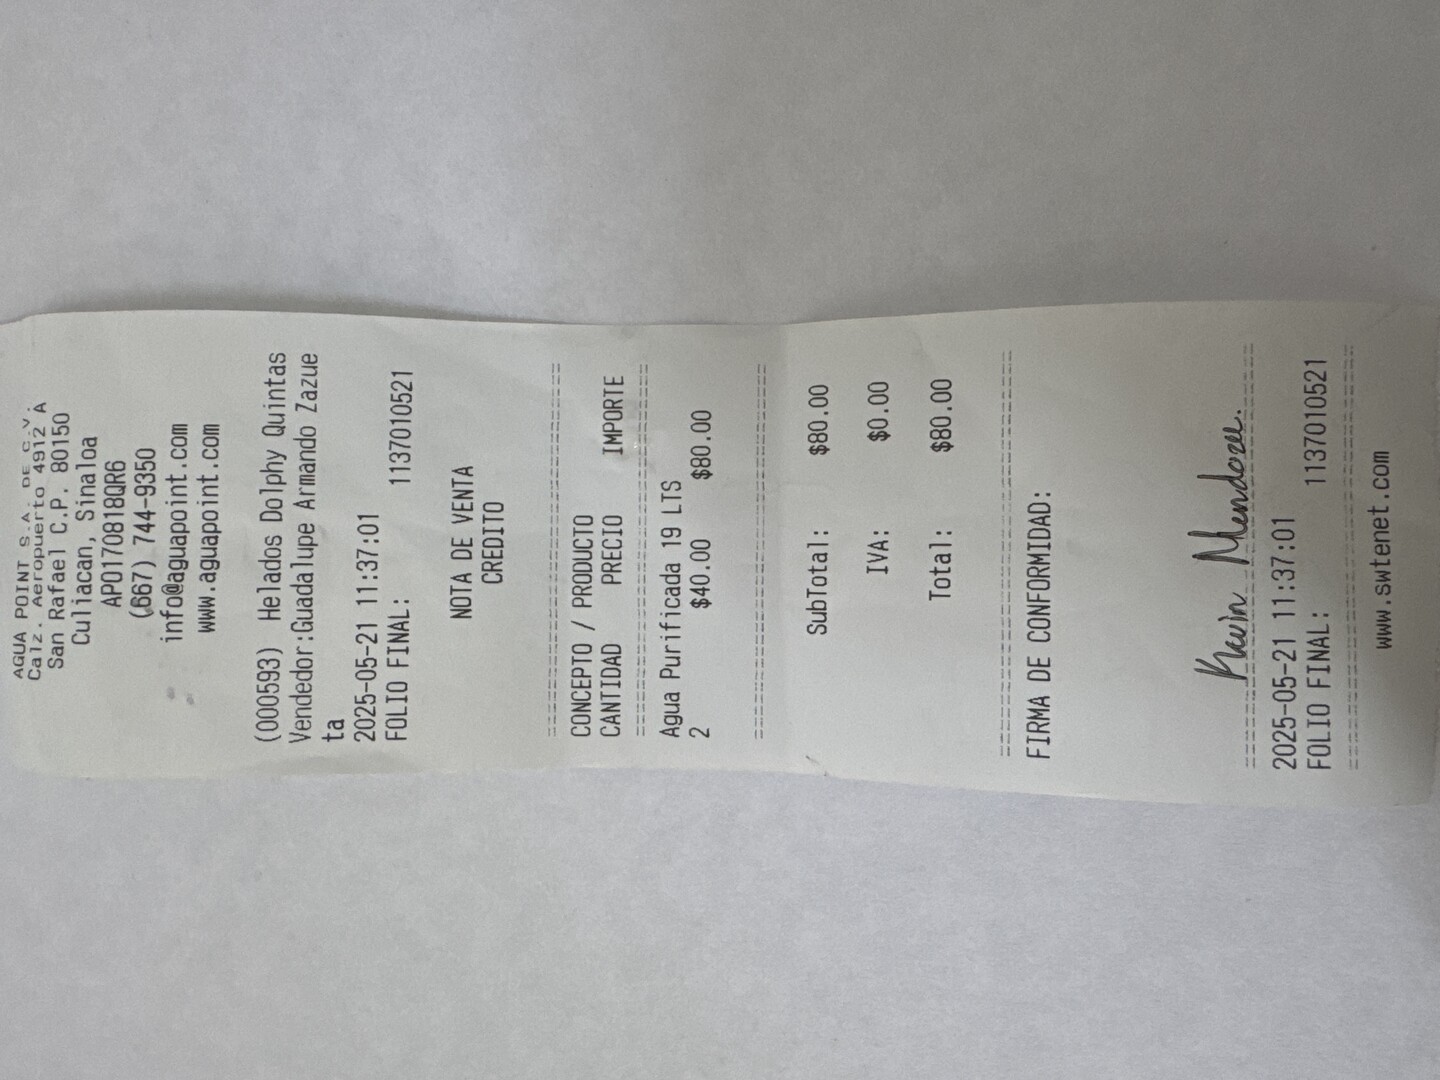 AGUA POINT S.A. DE C.V.
Calz. Aeropuerto 4912 A
San Rafael C.P. 80150
Culiacan, Sinaloa
APO170818QR6
(667) 744-9350
info@aguapoint.com
www.aguapoint.com
(000593) Helados Dolphy Quintas
Vendedor:Guadalupe Armando Zazue
ta
2025-05-21 11:37:01
FOLIO FINAL: 1137010521
NOTA DE VENTA
CREDITO
================================
CONCEPTO / PRODUCTO
CANTIDAD PRECIO IMPORTE
================================
Agua Purificada 19 LTS
2 $40.00 $80.00
================================
SubTotal: $80.00
IVA: $0.00
Total: $80.00
================================
FIRMA DE CONFORMIDAD:
Kevin Mendoza.
================================
2025-05-21 11:37:01
FOLIO FINAL: 1137010521
================================
www.swtenet.com